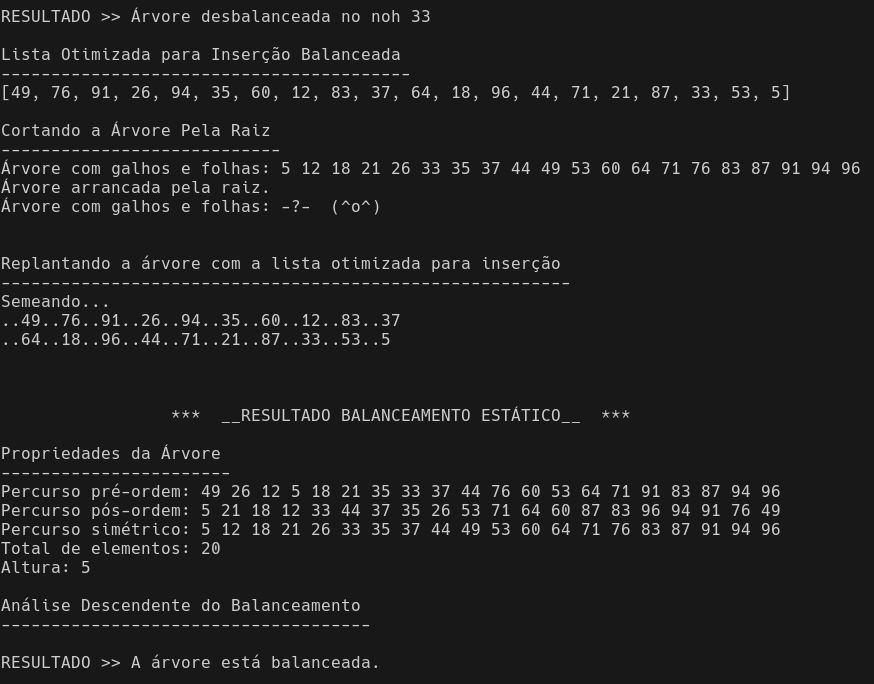 RESULTADO >> Árvore desbalanceada no noh 33
Lista Otimizada para Inserção Balanceada
-----------------------------------------
[49, 76, 91, 26, 94, 35, 60, 12, 83, 37, 64, 18, 96, 44, 71, 21, 87, 33, 53, 5]
Cortando a Árvore Pela Raiz
----------------------------
Árvore com galhos e folhas: 5 12 18 21 26 33 35 37 44 49 53 60 64 71 76 83 87 91 94 96
Árvore arrancada pela raiz.
Árvore com galhos e folhas: -?-  (^o^)
Replantando a árvore com a lista otimizada para inserção
---------------------------------------------------------
Semeando...
..49..76..91..26..94..35..60..12..83..37
..64..18..96..44..71..21..87..33..53..5
***  __RESULTADO BALANCEAMENTO ESTÁTICO__  ***
Propriedades da Árvore
-----------------------
Percurso pré-ordem: 49 26 12 5 18 21 35 33 37 44 76 60 53 64 71 91 83 87 94 96
Percurso pós-ordem: 5 21 18 12 33 44 37 35 26 53 71 64 60 87 83 96 94 91 76 49
Percurso simétrico: 5 12 18 21 26 33 35 37 44 49 53 60 64 71 76 83 87 91 94 96
Total de elementos: 20
Altura: 5
Análise Descendente do Balanceamento
-------------------------------------
RESULTADO >> A árvore está balanceada.